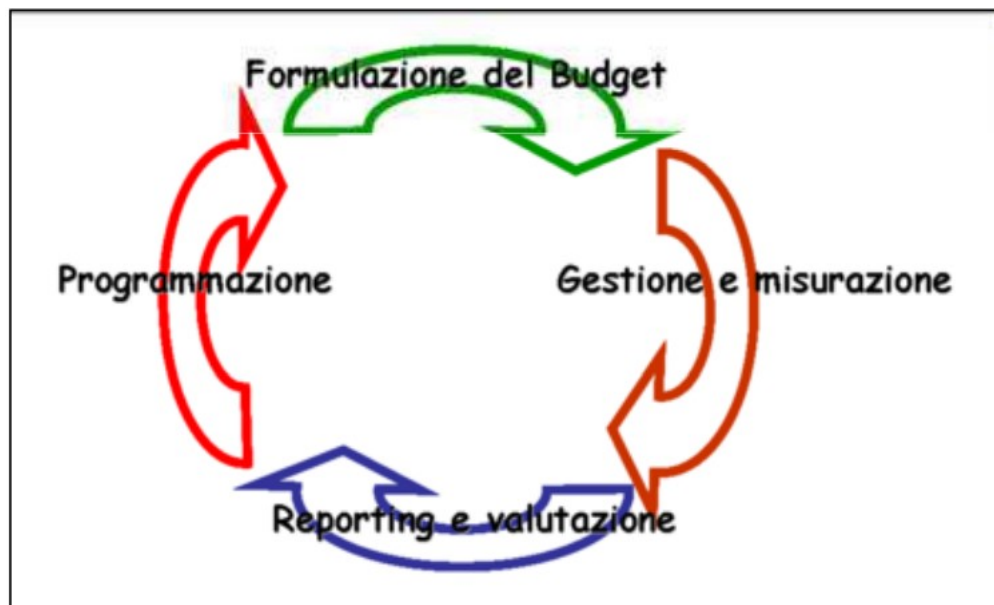 Formulazione del Budget
Programmazione
Gestione e misurazione
Reporting e valutazione